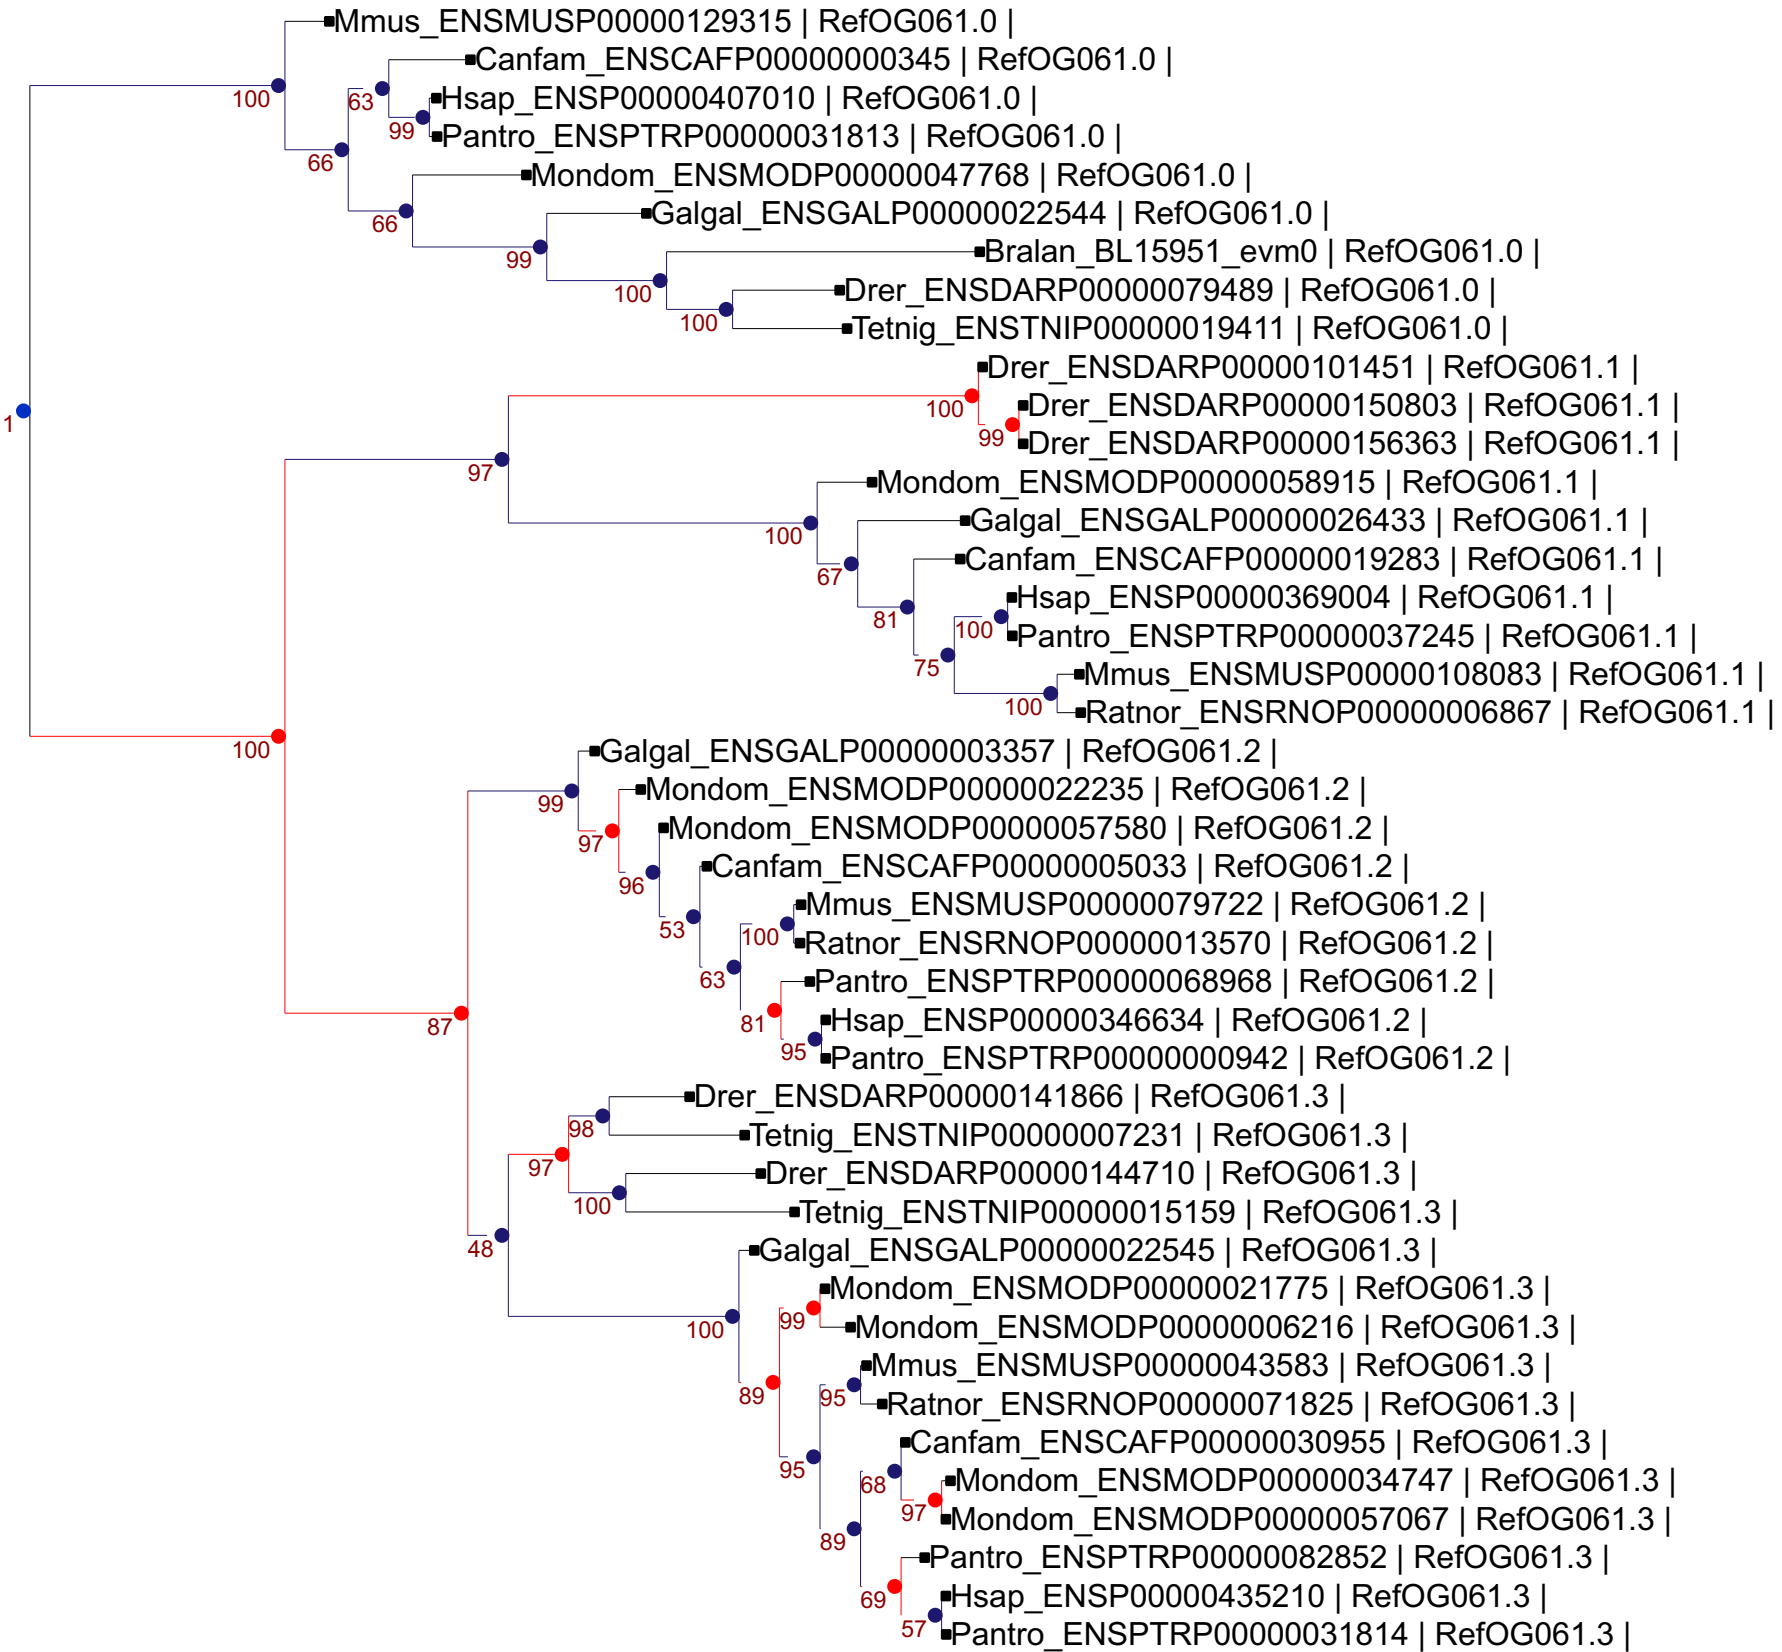 Mmus_ENSMUSP00000129315 | RefOG061.0 |
Canfam_ENSCAFP00000000345 | RefOG061.0 |
100
63
Hsap_ENSP00000407010 | RefOG061.0 |
99
Pantro_ENSPTRP00000031813 | RefOG061.0 |
66
Mondom_ENSMODP00000047768 | RefOG061.0 |
66
Galgal_ENSGALP00000022544 | RefOG061.0 |
99
Bralan_BL15951_evm0 | RefOG061.0 |
100
Drer_ENSDARP00000079489 | RefOG061.0 |
100
Tetnig_ENSTNIP00000019411 | RefOG061.0 |
Drer_ENSDARP00000101451 | RefOG061.1 |
100
Drer_ENSDARP00000150803 | RefOG061.1 |
1
99
Drer_ENSDARP00000156363 | RefOG061.1 |
97
Mondom_ENSMODP00000058915 | RefOG061.1 |
100
Galgal_ENSGALP00000026433 | RefOG061.1 |
Canfam_ENSCAFP00000019283 | RefOG061.1 |
67
Hsap_ENSP00000369004 | RefOG061.1 |
81
100
Pantro_ENSPTRP00000037245 | RefOG061.1 |
75
Mmus_ENSMUSP00000108083 | RefOG061.1 |
100
Ratnor_ENSRNOP00000006867 | RefOG061.1 |
100
Galgal_ENSGALP00000003357 | RefOG061.2 |
99
Mondom_ENSMODP00000022235 | RefOG061.2 |
97
Mondom_ENSMODP00000057580 | RefOG061.2 |
96
Canfam_ENSCAFP00000005033 | RefOG061.2 |
53
Mmus_ENSMUSP00000079722 | RefOG061.2 |
100
Ratnor_ENSRNOP00000013570 | RefOG061.2 |
63
Pantro_ENSPTRP00000068968 | RefOG061.2 |
87
81
Hsap_ENSP00000346634 | RefOG061.2 |
95
Pantro_ENSPTRP00000000942 | RefOG061.2 |
Drer_ENSDARP00000141866 | RefOG061.3 |
98
Tetnig_ENSTNIP00000007231 | RefOG061.3 |
97
Drer_ENSDARP00000144710 | RefOG061.3 |
100
Tetnig_ENSTNIP00000015159 | RefOG061.3 |
48
Galgal_ENSGALP00000022545 | RefOG061.3 |
Mondom_ENSMODP00000021775 | RefOG061.3 |
100
99
Mondom_ENSMODP00000006216 | RefOG061.3 |
Mmus_ENSMUSP00000043583 | RefOG061.3 |
89
95
Ratnor_ENSRNOP00000071825 | RefOG061.3 |
Canfam_ENSCAFP00000030955 | RefOG061.3 |
95
68
Mondom_ENSMODP00000034747 | RefOG061.3 |
97
Mondom_ENSMODP00000057067 | RefOG061.3 |
89
Pantro_ENSPTRP00000082852 | RefOG061.3 |
69
Hsap_ENSP00000435210 | RefOG061.3 |
57
Pantro_ENSPTRP00000031814 | RefOG061.3 |